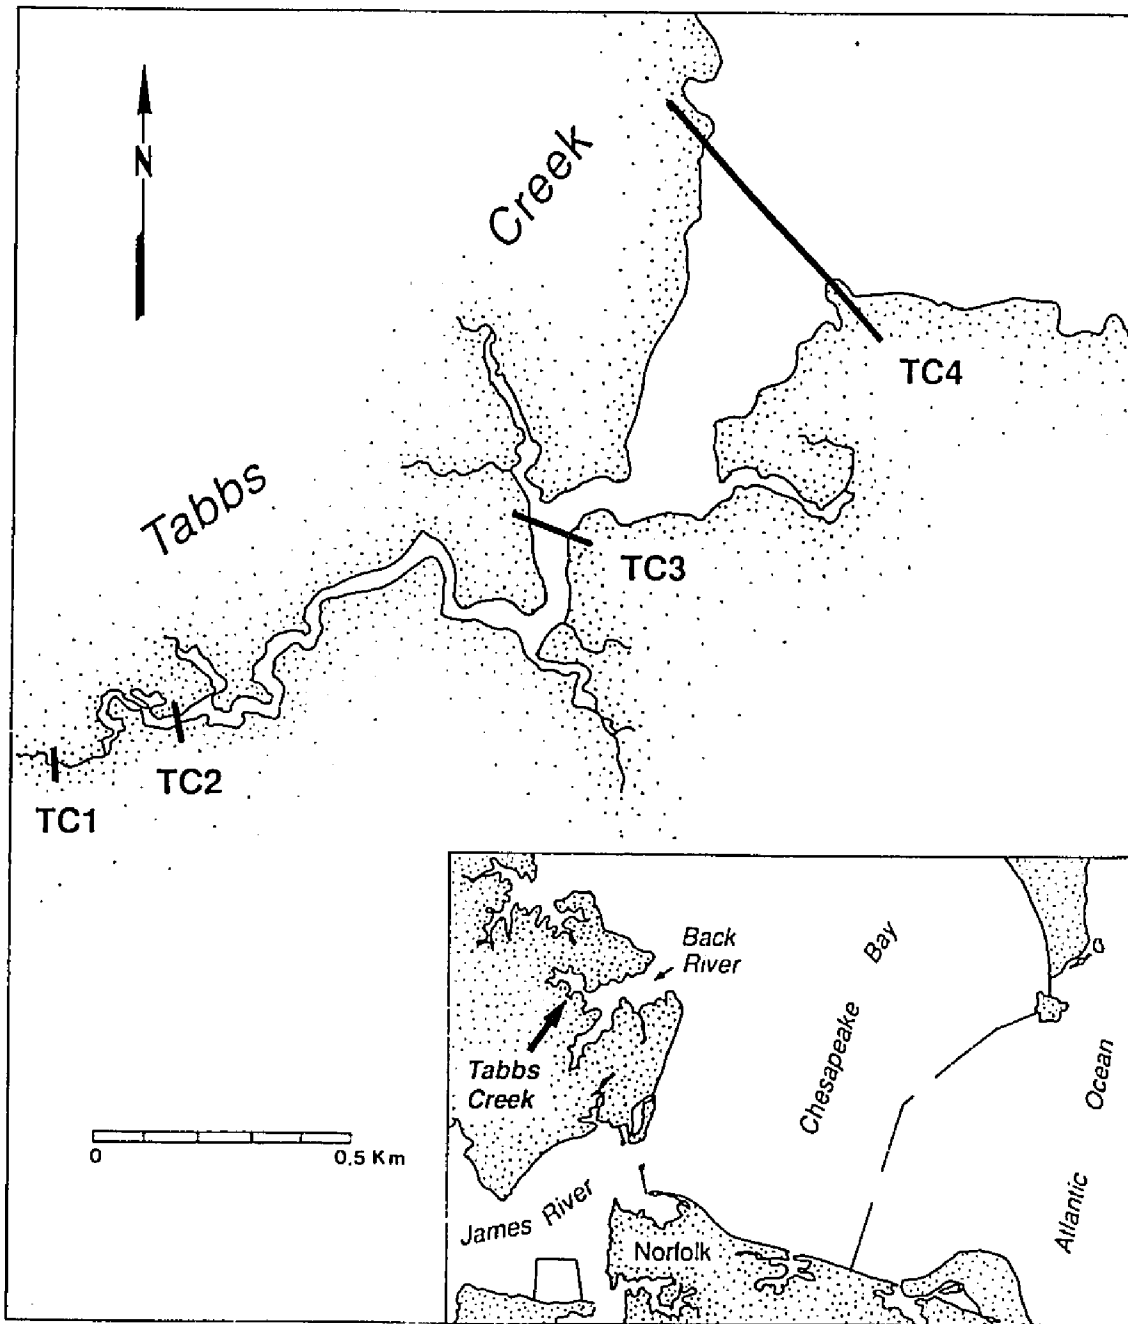 N
Creek
TC4
Tabbs
TC3
TC2
TC1
Back
River
Bay
Chesapeake
Ocean
Atlantic
Tabbs
Creek
0
0.5 Km
James River
Norfolk